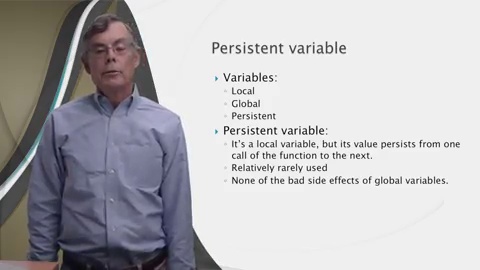 Persistent variable
Variables:
Local
Global
Persistent
Persistent variable:
It's a local variable, but its value persists from one
call of the function to the next.
Relatively rarely used
None of the bad side effects of global variables.